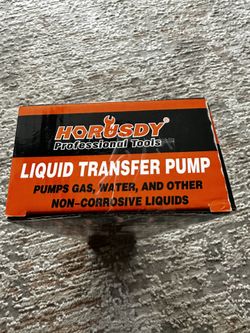 HORUSDY
Professional Tools
LIQUID TRANSFER PUMP
PUMPS GAS, WATER, AND OTHER
NON-CORROSIVE LIQUIDS